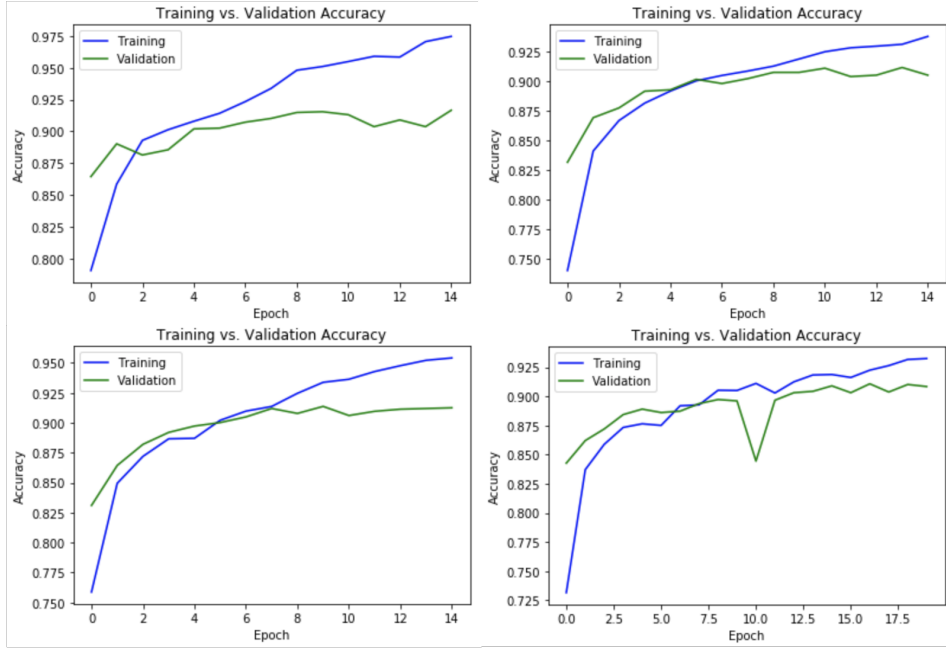 Training vs. Validation Accuracy
Training
Validation
Accuracy
0.975
0.950
0.925
0.900
0.875
0.850
0.825
0.800
0 2 4 6 8 10 12 14
Epoch
Training vs. Validation Accuracy
Training
Validation
Accuracy
0.925
0.900
0.875
0.850
0.825
0.800
0.775
0.750
0 2 4 6 8 10 12 14
Epoch
Training vs. Validation Accuracy
Training
Validation
Accuracy
0.950
0.925
0.900
0.875
0.850
0.825
0.800
0.775
0.750
0 2 4 6 8 10 12 14
Epoch
Training vs. Validation Accuracy
Training
Validation
Accuracy
0.925
0.900
0.875
0.850
0.825
0.800
0.775
0.750
0.725
0.0 2.5 5.0 7.5 10.0 12.5 15.0 17.5
Epoch